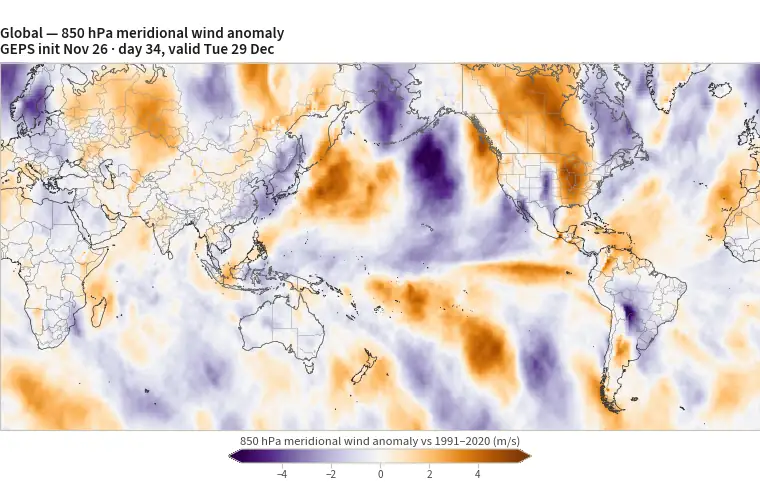 Global — 850 hPa meridional wind anomaly
GEPS init Nov 26 · day 34, valid Tue 29 Dec
850 hPa meridional wind anomaly vs 1991–2020 (m/s)
−4 −2 0 2 4